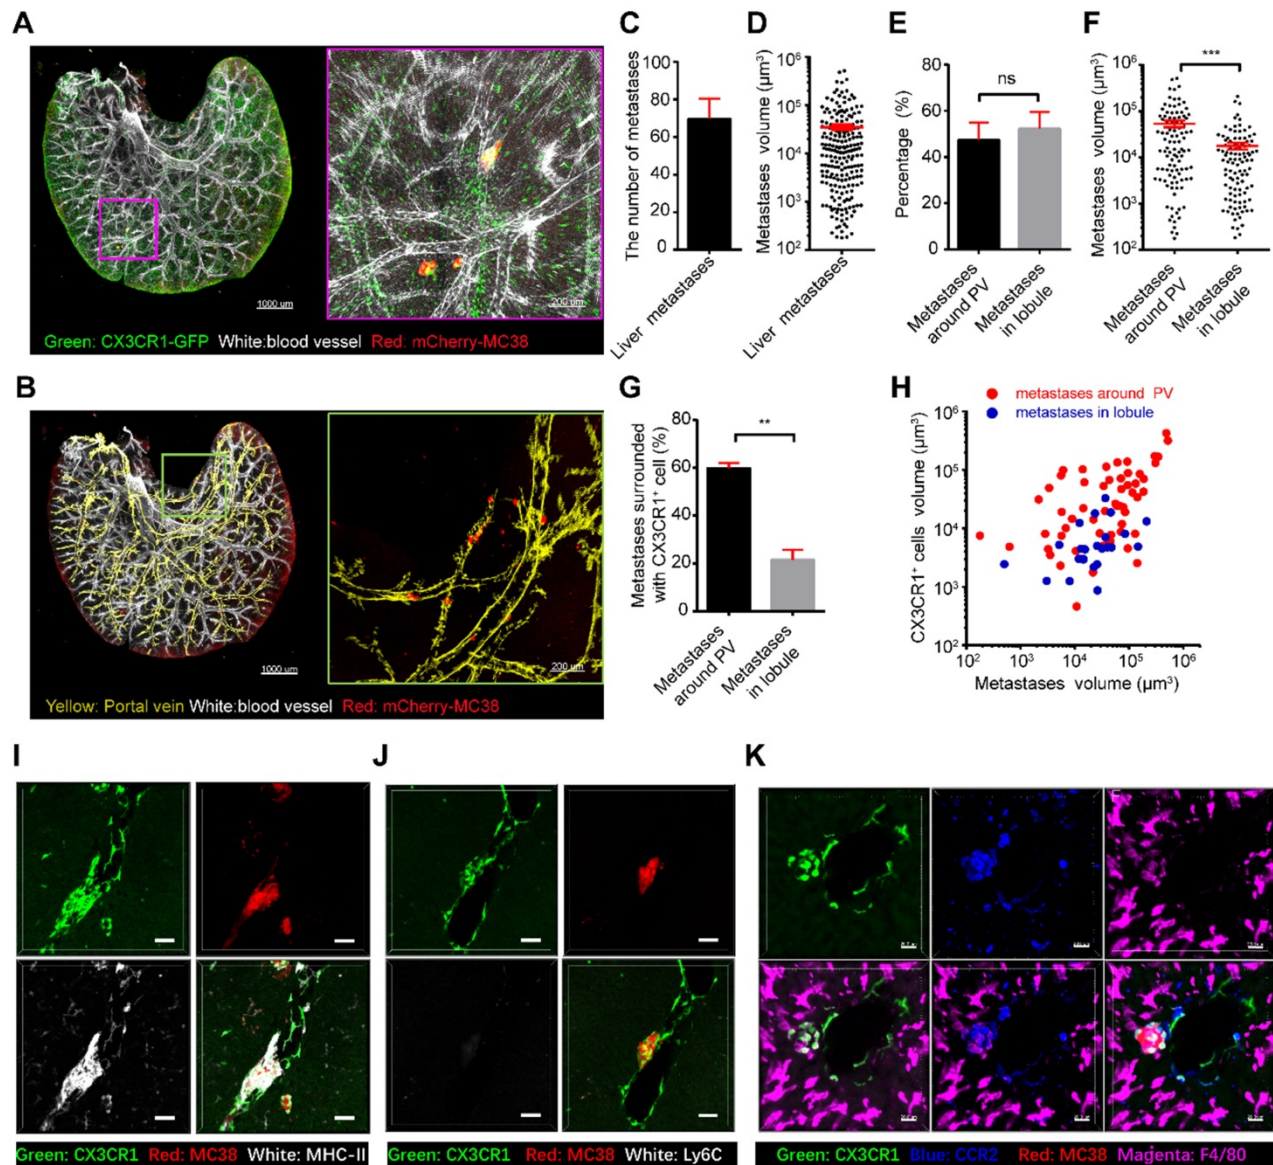 A
1000 um
200 um
Green: CX3CR1-GFP White:blood vessel Red: mCherry-MC38
B
1000 um
200 um
Yellow: Portal vein White:blood vessel Red: mCherry-MC38
C
The number of metastases
100
80
60
40
20
0
Liver metastases
D
Metastases volume (µm³)
10⁶
10⁵
10⁴
10³
10²
Liver metastases
E
Percentage (%)
80
60
40
20
0
ns
Metastases
around PV
Metastases
in lobule
F
Metastases volume (µm³)
10⁶
10⁵
10⁴
10³
10²
***
Metastases
around PV
Metastases
in lobule
G
Metastases surrounded
with CX3CR1⁺ cell (%)
80
60
40
20
0
**
Metastases
around PV
Metastases
in lobule
H
metastases around PV
metastases in lobule
CX3CR1⁺ cells volume (µm³)
10⁶
10⁵
10⁴
10³
10²
10² 10³ 10⁴ 10⁵ 10⁶
Metastases volume (µm³)
I
Green: CX3CR1 Red: MC38 White: MHC-II
J
Green: CX3CR1 Red: MC38 White: Ly6C
K
Green: CX3CR1 Blue: CCR2 Red: MC38 Magenta: F4/80